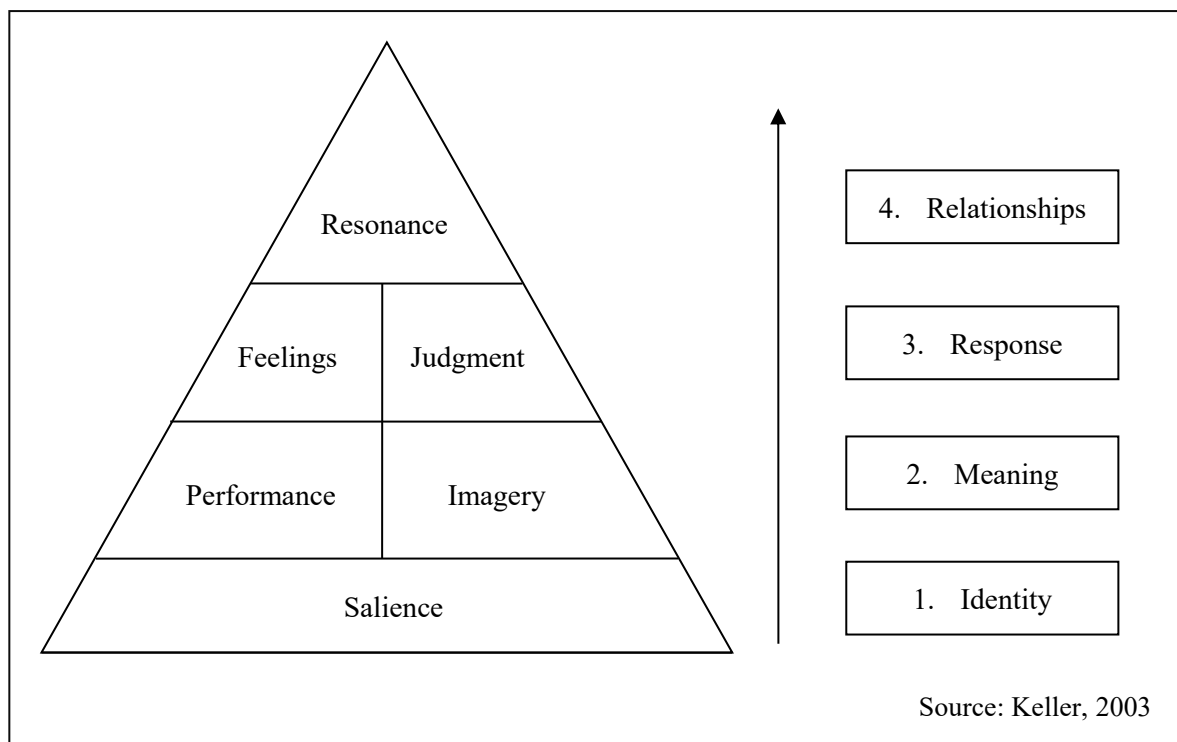 Resonance
4. Relationships
Feelings Judgment
3. Response
Performance Imagery
2. Meaning
Salience
1. Identity
Source: Keller, 2003